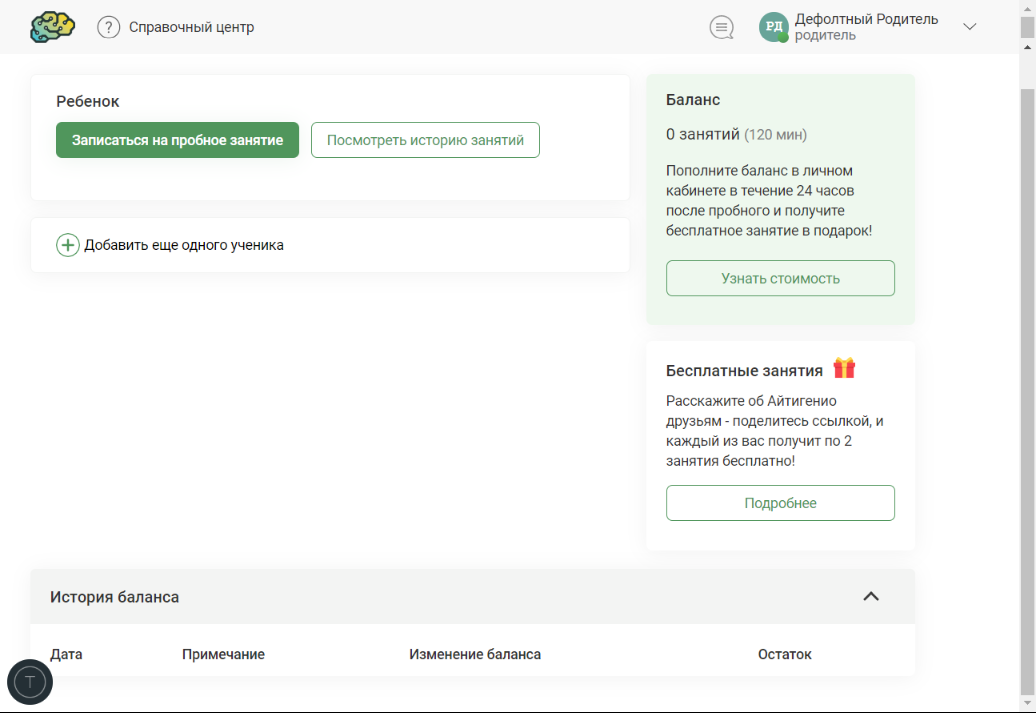 ? Справочный центр
РД
Дефолтный Родитель
родитель
Ребенок
Записаться на пробное занятие
Посмотреть историю занятий
Добавить еще одного ученика
Баланс
0 занятий (120 мин)
Пополните баланс в личном
кабинете в течение 24 часов
после пробного и получите
бесплатное занятие в подарок!
Узнать стоимость
Бесплатные занятия
Расскажите об Айтигенио
друзьям - поделитесь ссылкой, и
каждый из вас получит по 2
занятия бесплатно!
Подробнее
История баланса
Дата Примечание Изменение баланса Остаток
T